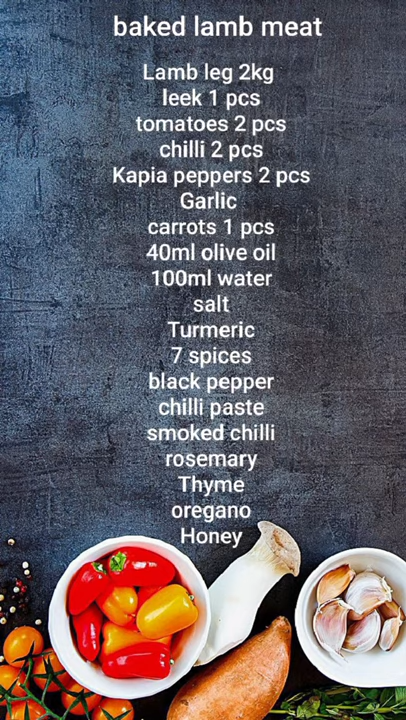 baked lamb meat
Lamb leg 2kg
leek 1 pcs
tomatoes 2 pcs
chilli 2 pcs
Kapia peppers 2 pcs
Garlic
carrots 1 pcs
40ml olive oil
100ml water
salt
Turmeric
7 spices
black pepper
chilli paste
smoked chilli
rosemary
Thyme
oregano
Honey